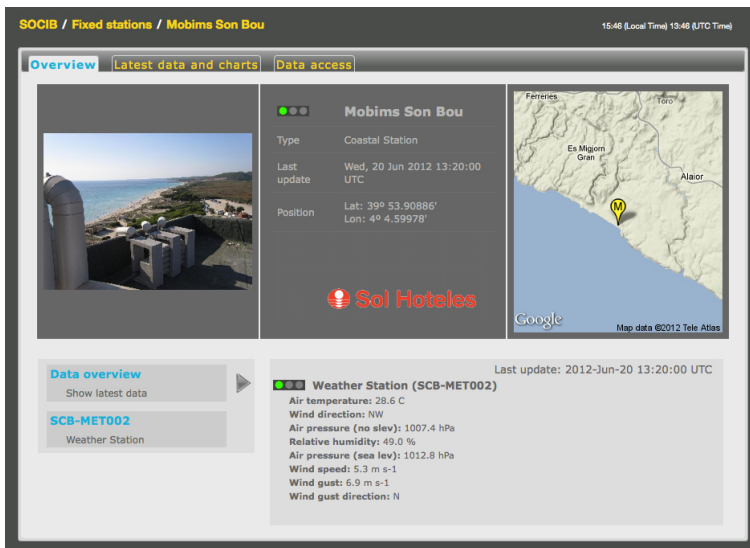 SOCIB / Fixed stations / Mobims Son Bou
15:46 (Local Time) 13:46 (UTC Time)
Overview
Latest data and charts
Data access
Mobims Son Bou
Type Coastal Station
Last update Wed, 20 Jun 2012 13:20:00 UTC
Position Lat: 39º 53.90886'
Lon: 4º 4.59978'
Sol Hoteles
Ferreries
Toro
Es Migjorn
Gran
Alaior
M
Google
Map data ©2012 Tele Atlas
Data overview
Show latest data
SCB-MET002
Weather Station
Last update: 2012-Jun-20 13:20:00 UTC
Weather Station (SCB-MET002)
Air temperature: 28.6 C
Wind direction: NW
Air pressure (no slev): 1007.4 hPa
Relative humidity: 49.0 %
Air pressure (sea lev): 1012.8 hPa
Wind speed: 5.3 m s-1
Wind gust: 6.9 m s-1
Wind gust direction: N